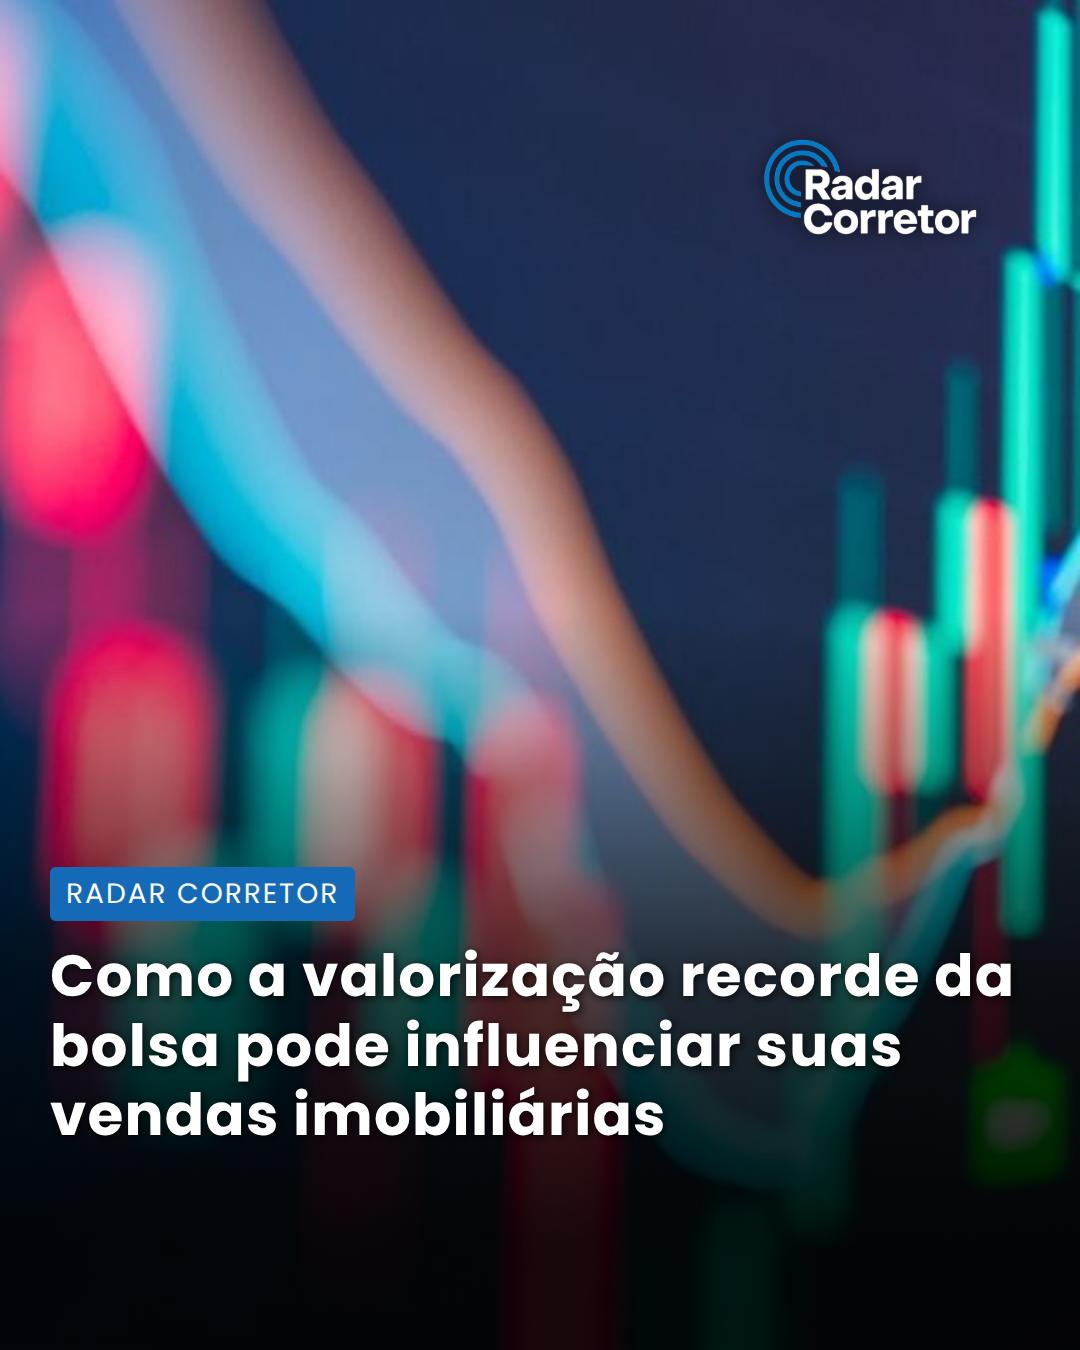 Radar
Corretor
RADAR CORRETOR
Como a valorização recorde da
bolsa pode influenciar suas
vendas imobiliárias